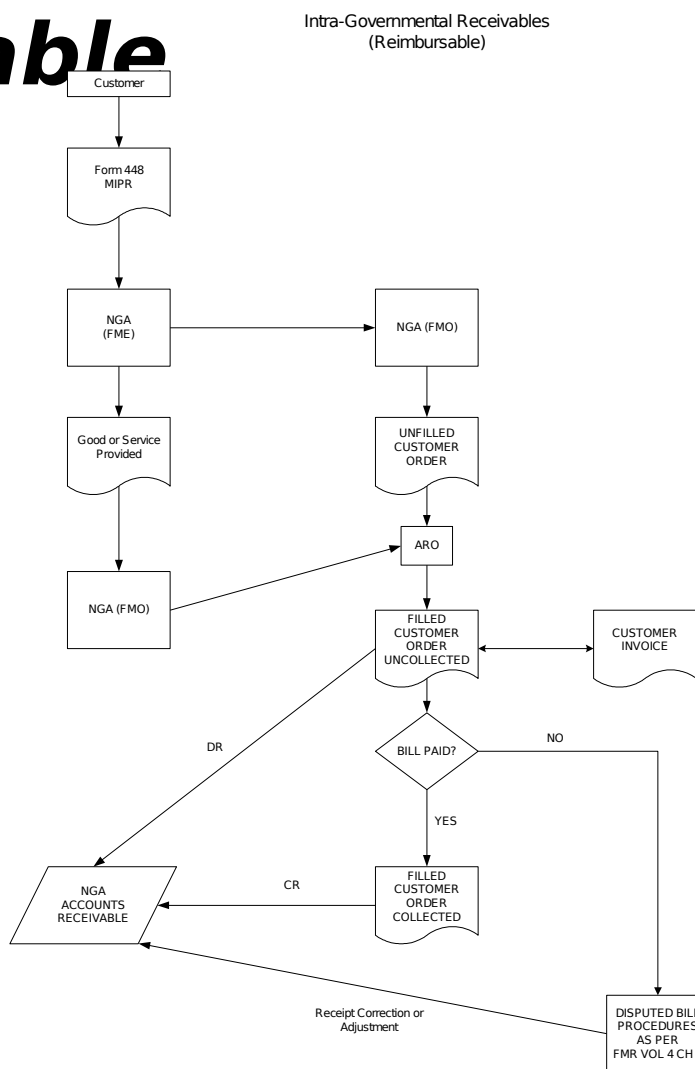 Intra-Governmental Receivables
(Reimbursable)
able
Customer
Form 448
MIPR
NGA
(FME)
NGA (FMO)
Good or Service
Provided
UNFILLED
CUSTOMER
ORDER
ARO
NGA (FMO)
FILLED
CUSTOMER
ORDER
UNCOLLECTED
CUSTOMER
INVOICE
DR
BILL PAID?
NO
YES
NGA
ACCOUNTS
RECEIVABLE
CR
FILLED
CUSTOMER
ORDER
COLLECTED
Receipt Correction or
Adjustment
DISPUTED BILL
PROCEDURES
AS PER
FMR VOL 4 CH